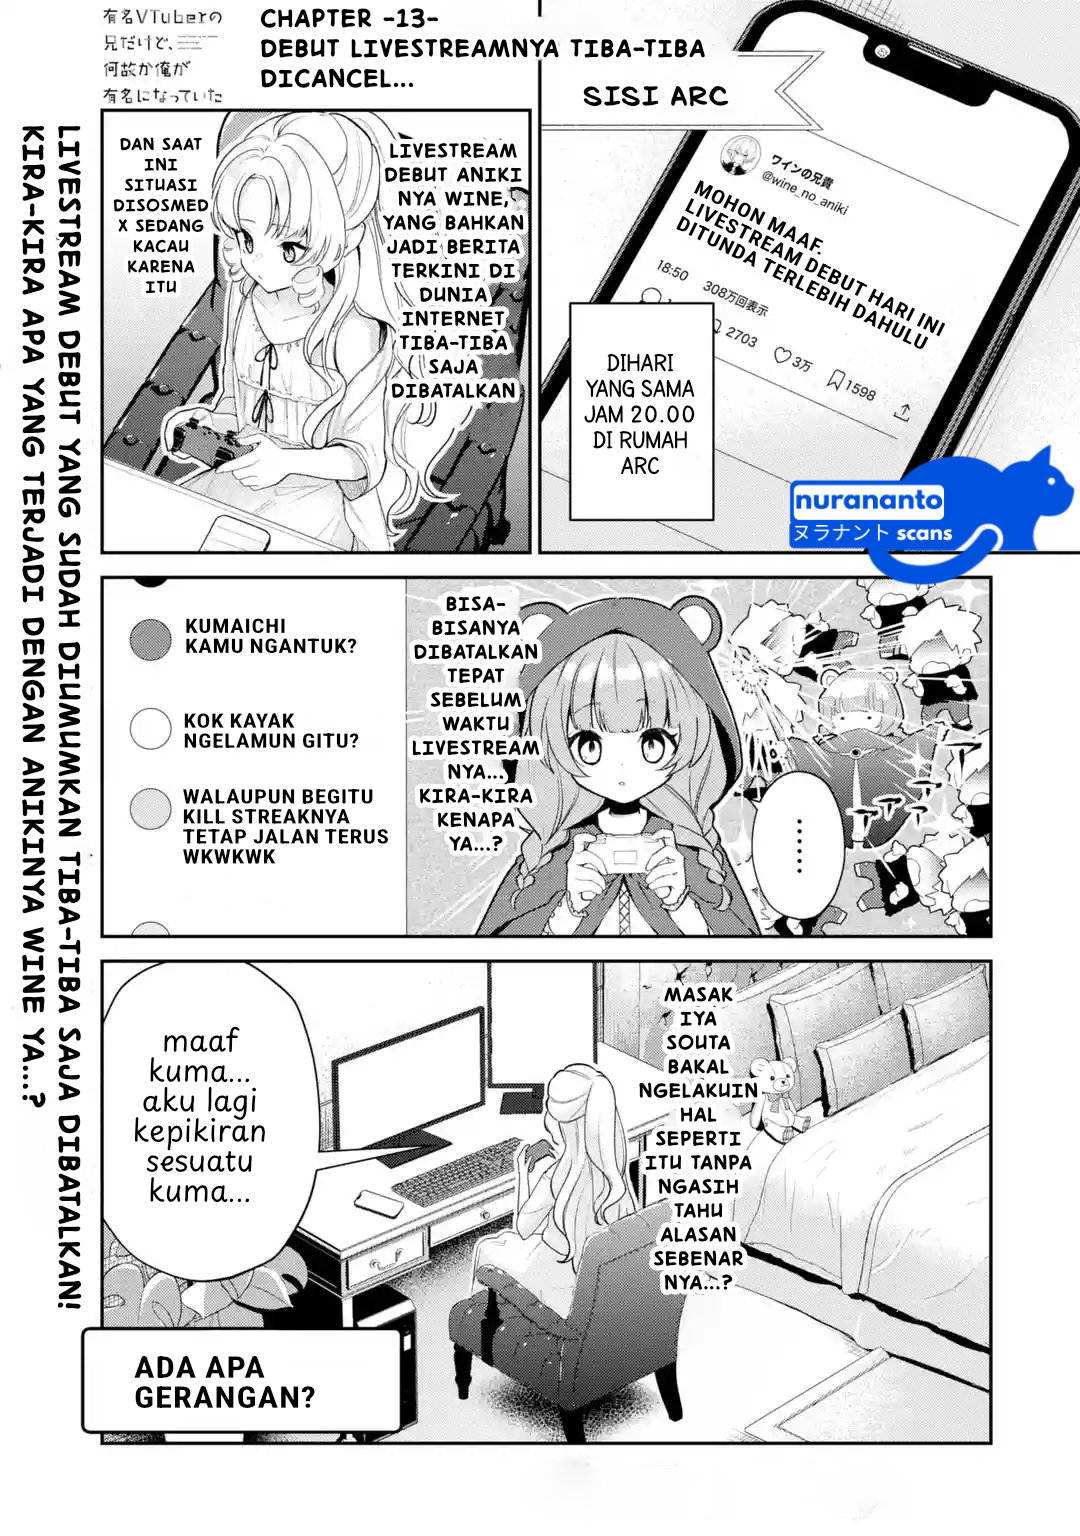 有名VTuberの
兄だけど、
何故か俺が
有名になっていた
CHAPTER -13-
DEBUT LIVESTREAMNYA TIBA-TIBA
DICANCEL...
SISI ARC
ワインの兄貴
@wine_no_aniki
MOHON MAAF.
LIVESTREAM DEBUT HARI INI
DITUNDA TERLEBIH DAHULU
18:50 308万回表示
2703 3万 1598
DIHARI
YANG SAMA
JAM 20.00
DI RUMAH
ARC
LIVESTREAM
DEBUT ANIKI
NYA WINE,
YANG BAHKAN
JADI BERITA
TERKINI DI
DUNIA
INTERNET
TIBA-TIBA
SAJA
DIBATALKAN
DAN SAAT
INI
SITUASI
DISOSMED
X SEDANG
KACAU
KARENA
ITU
LIVESTREAM DEBUT YANG SUDAH DIUMUMKAN TIBA-TIBA SAJA DIBATALKAN!
KIRA-KIRA APA YANG TERJADI DENGAN ANIKINYA WINE YA...?
nurananto
ヌラナント scans
KUMAICHI
KAMU NGANTUK?
KOK KAYAK
NGELAMUN GITU?
WALAUPUN BEGITU
KILL STREAKNYA
TETAP JALAN TERUS
WKWKWK
BISA-
BISANYA
DIBATALKAN
TEPAT
SEBELUM
WAKTU
LIVESTREAM
NYA...
KIRA-KIRA
KENAPA
YA...?
......
アアア
MASAK
IYA
SOUTA
BAKAL
NGELAKUIN
HAL
SEPERTI
ITU TANPA
NGASIH
TAHU
ALASAN
SEBENAR
NYA...?
maaf
kuma...
aku lagi
kepikiran
sesuatu
kuma...
ADA APA
GERANGAN?